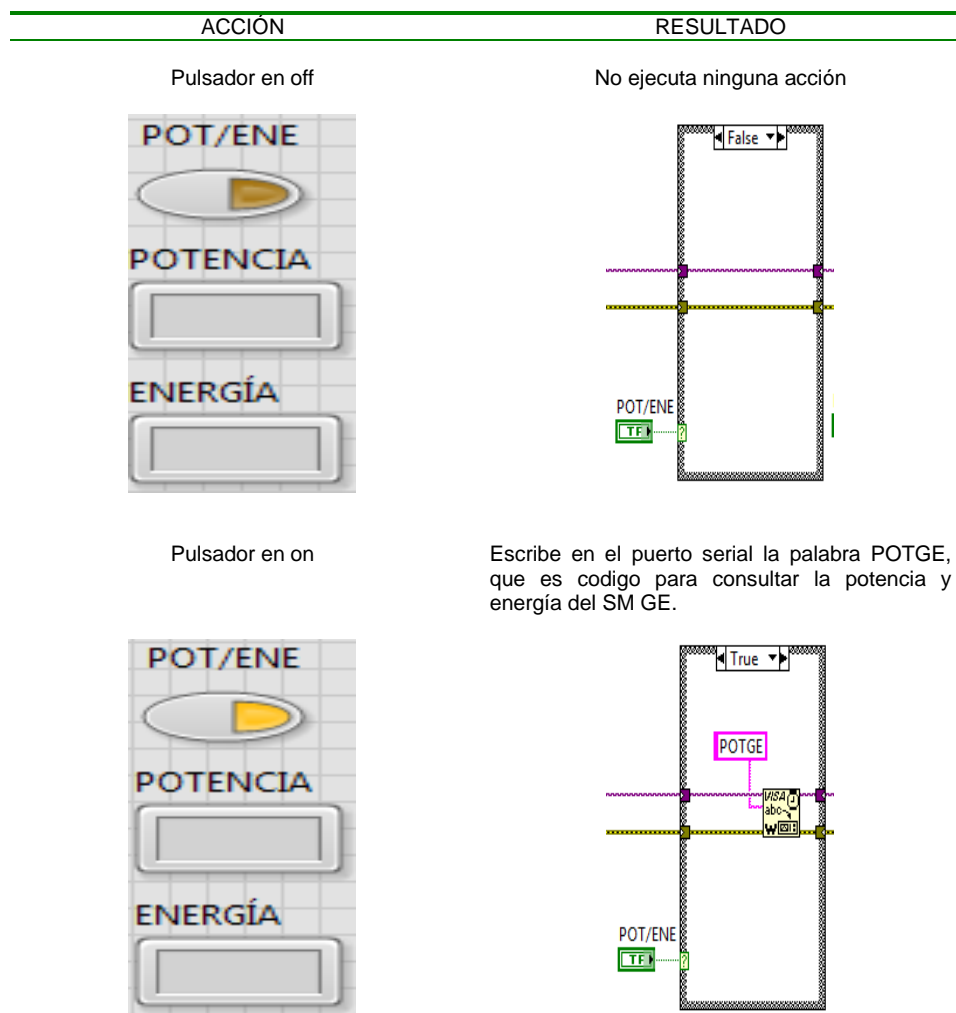 ACCIÓN RESULTADO
Pulsador en off No ejecuta ninguna acción
POT/ENE
POTENCIA
ENERGÍA
False
POT/ENE
TF
?
Pulsador en on
Escribe en el puerto serial la palabra POTGE,
que es codigo para consultar la potencia y
energía del SM GE.
POT/ENE
POTENCIA
ENERGÍA
True
POTGE
VISA
abc
W
POT/ENE
TF
?